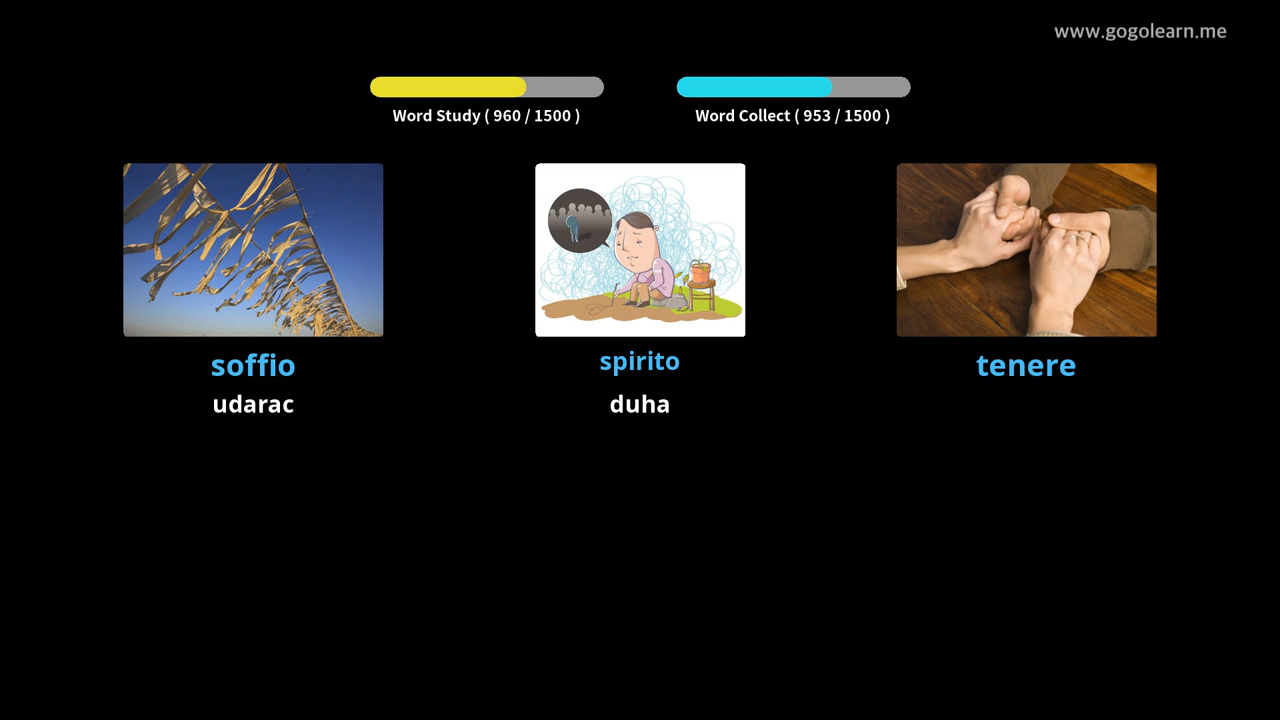 www.gogolearn.me
Word Study ( 960 / 1500 )
Word Collect ( 953 / 1500 )
soffio
spirito
tenere
udarac
duha